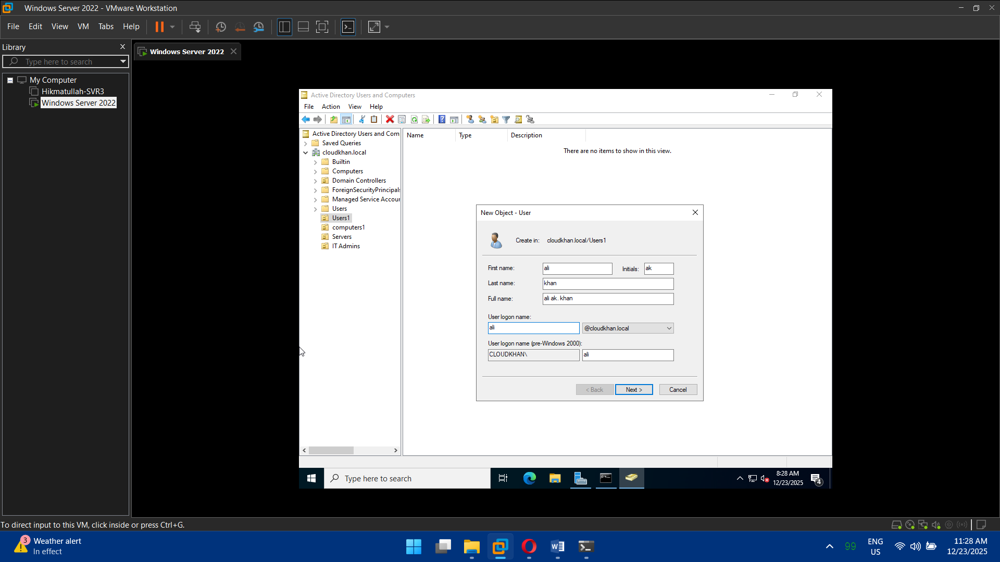 Windows Server 2022 - VMware Workstation
File Edit View VM Tabs Help
Library
Type here to search
My Computer
Hikmatullah-SVR3
Windows Server 2022
Windows Server 2022
Active Directory Users and Computers
File Action View Help
Active Directory Users and Com
Saved Queries
cloudkhan.local
Builtin
Computers
Domain Controllers
ForeignSecurityPrincipals
Managed Service Accour
Users
Users1
computers1
Servers
IT Admins
Name Type Description
There are no items to show in this view.
New Object - User
Create in: cloudkhan.local/Users1
First name: ali Initials: ak
Last name: khan
Full name: ali ak. khan
User logon name:
ali @cloudkhan.local
User logon name (pre-Windows 2000):
CLOUDKHAN\ ali
< Back Next > Cancel
Type here to search
8:28 AM
12/23/2025
4
To direct input to this VM, click inside or press Ctrl+G.
3
Weather alert
In effect
99
ENG
US
11:28 AM
12/23/2025